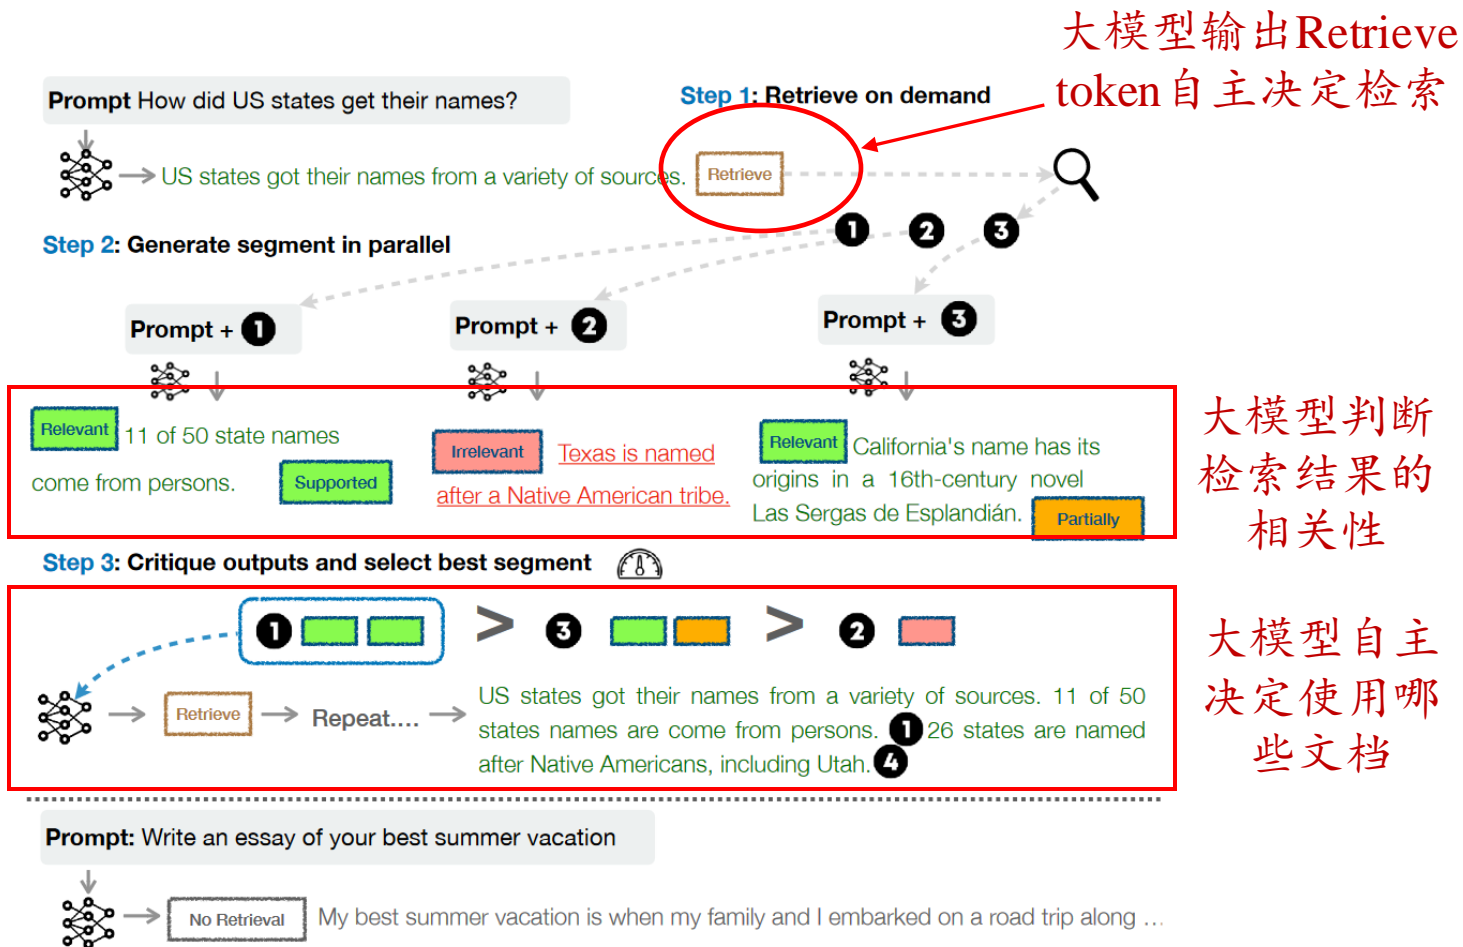 大模型输出Retrieve
token自主决定检索
Prompt How did US states get their names?
Step 1: Retrieve on demand
US states got their names from a variety of sources.
Retrieve
Step 2: Generate segment in parallel
1
2
3
Prompt + 1
Prompt + 2
Prompt + 3
Relevant
11 of 50 state names
come from persons.
Supported
Irrelevant
Texas is named
after a Native American tribe.
Relevant
California's name has its
origins in a 16th-century novel
Las Sergas de Esplandián.
Partially
大模型判断
检索结果的
相关性
Step 3: Critique outputs and select best segment
1
>
3
>
2
Retrieve
Repeat....
US states got their names from a variety of sources. 11 of 50
states names are come from persons. 1 26 states are named
after Native Americans, including Utah. 4
大模型自主
决定使用哪
些文档
Prompt: Write an essay of your best summer vacation
No Retrieval
My best summer vacation is when my family and I embarked on a road trip along ...